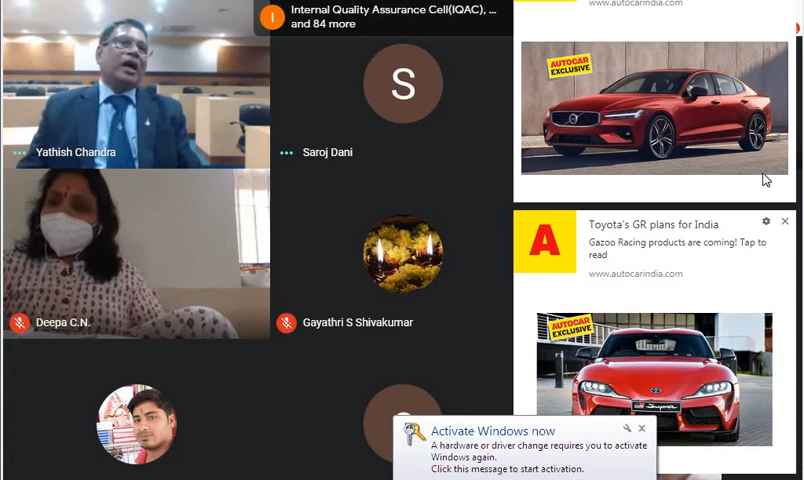 I
Internal Quality Assurance Cell(IQAC), ...
and 84 more
www.autocarindia.com
AUTOCAR
EXCLUSIVE
S
Yathish Chandra
Saroj Dani
A
Toyota's GR plans for India
Gazoo Racing products are coming! Tap to
read
www.autocarindia.com
Deepa C.N.
Gayathri S Shivakumar
AUTOCAR
EXCLUSIVE
Supra
Activate Windows now
A hardware or driver change requires you to activate
Windows again.
Click this message to start activation.